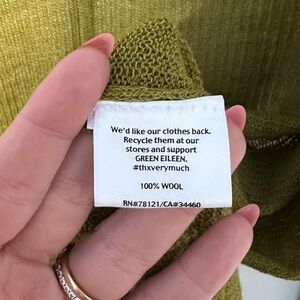 We'd like our clothes back.
Recycle them at our
stores and support
GREEN EILEEN.
#thxverymuch
100% WOOL
RN#78121/CA#34460